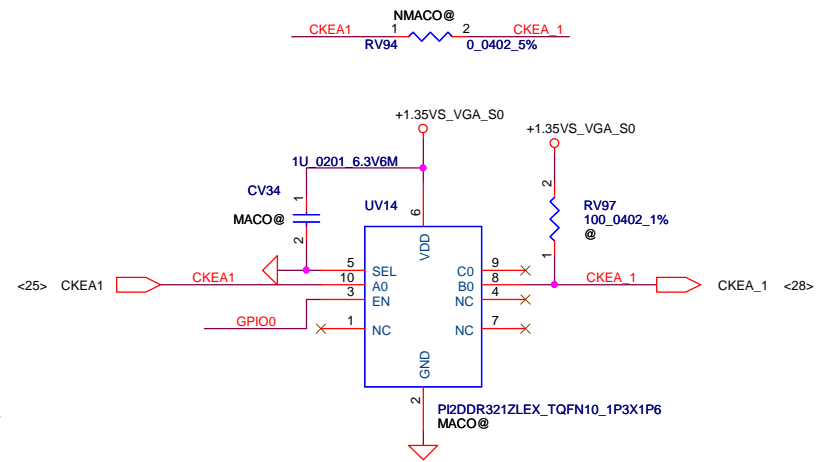 NMACO@
CKEA1 1 2 CKEA_1
RV94 0_0402_5%
+1.35VS_VGA_S0
+1.35VS_VGA_S0
1U_0201_6.3V6M
CV34 1
MACO@
2
UV14
6
VDD
2
RV97
100_0402_1%
@
1
5 SEL C0 9
<25> CKEA1 CKEA1 10 A0 B0 8 CKEA_1 CKEA_1 <28>
3 EN NC 4
GPIO0 1 NC NC 7
GND
2
PI2DDR321ZLEX_TQFN10_1P3X1P6
MACO@